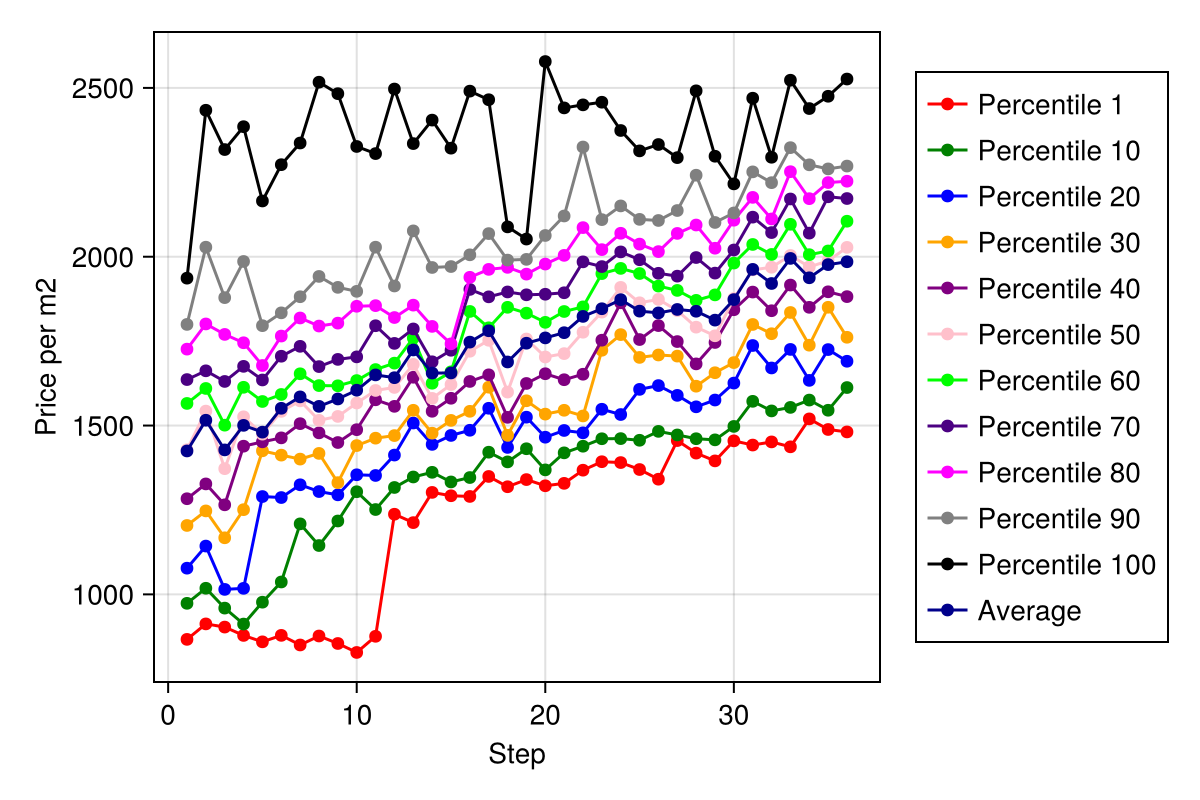 Price per m2
2500
2000
1500
1000
0
10
20
30
Step
Percentile 1
Percentile 10
Percentile 20
Percentile 30
Percentile 40
Percentile 50
Percentile 60
Percentile 70
Percentile 80
Percentile 90
Percentile 100
Average